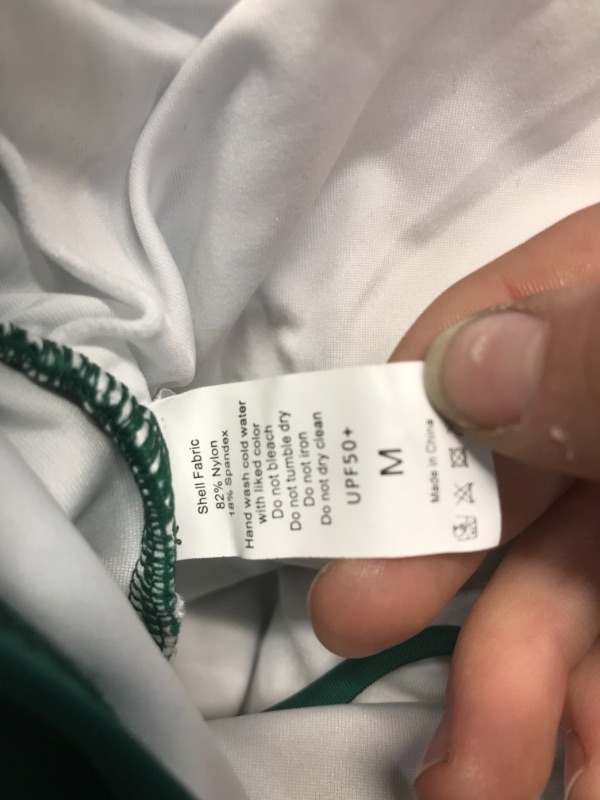 Shell Fabric
82% Nylon
18% Spandex
Hand wash cold water
with liked color
Do not bleach
Do not tumble dry
Do not iron
Do not dry clean
UPF50+
M
Made in China